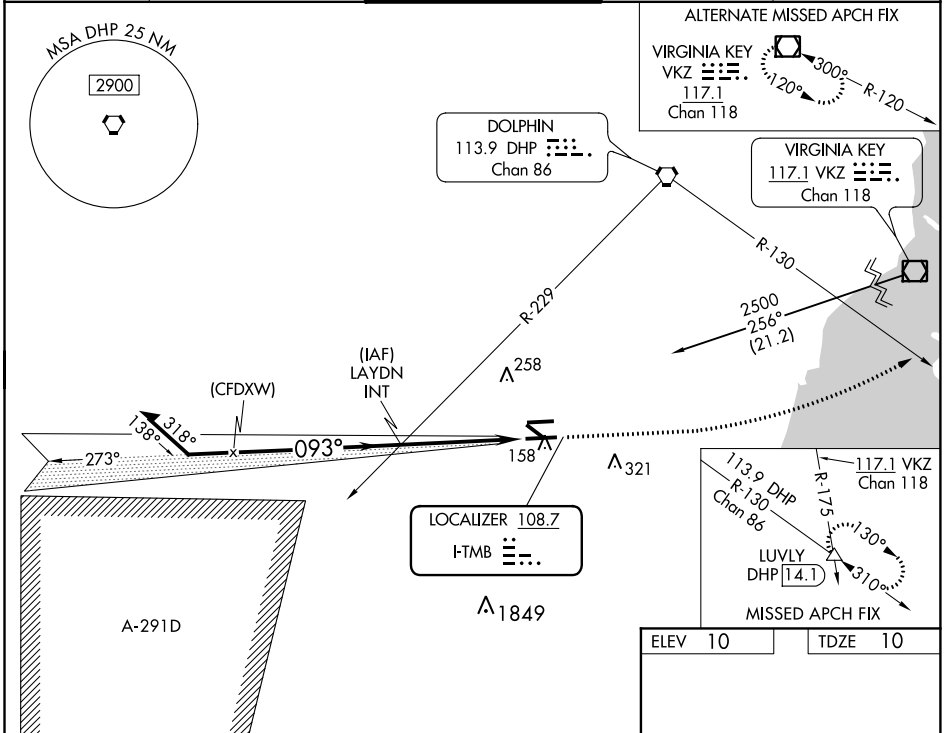 MSA DHP 25 NM
2900
ALTERNATE MISSED APCH FIX
VIRGINIA KEY
VKZ
117.1
Chan 118
300°
120°
R-120
DOLPHIN
113.9 DHP
Chan 86
VIRGINIA KEY
117.1 VKZ
Chan 118
R-130
R-229
2500
256°
(21.2)
258
(IAF)
LAYDN
INT
(CFDXW)
318°
138°
093°
273°
158
321
LOCALIZER 108.7
I-TMB
1849
A-291D
113.9 DHP
R-130
Chan 86
117.1 VKZ
Chan 118
R-175
130°
310°
LUVLY
DHP 14.1
MISSED APCH FIX
ELEV 10
TDZE 10